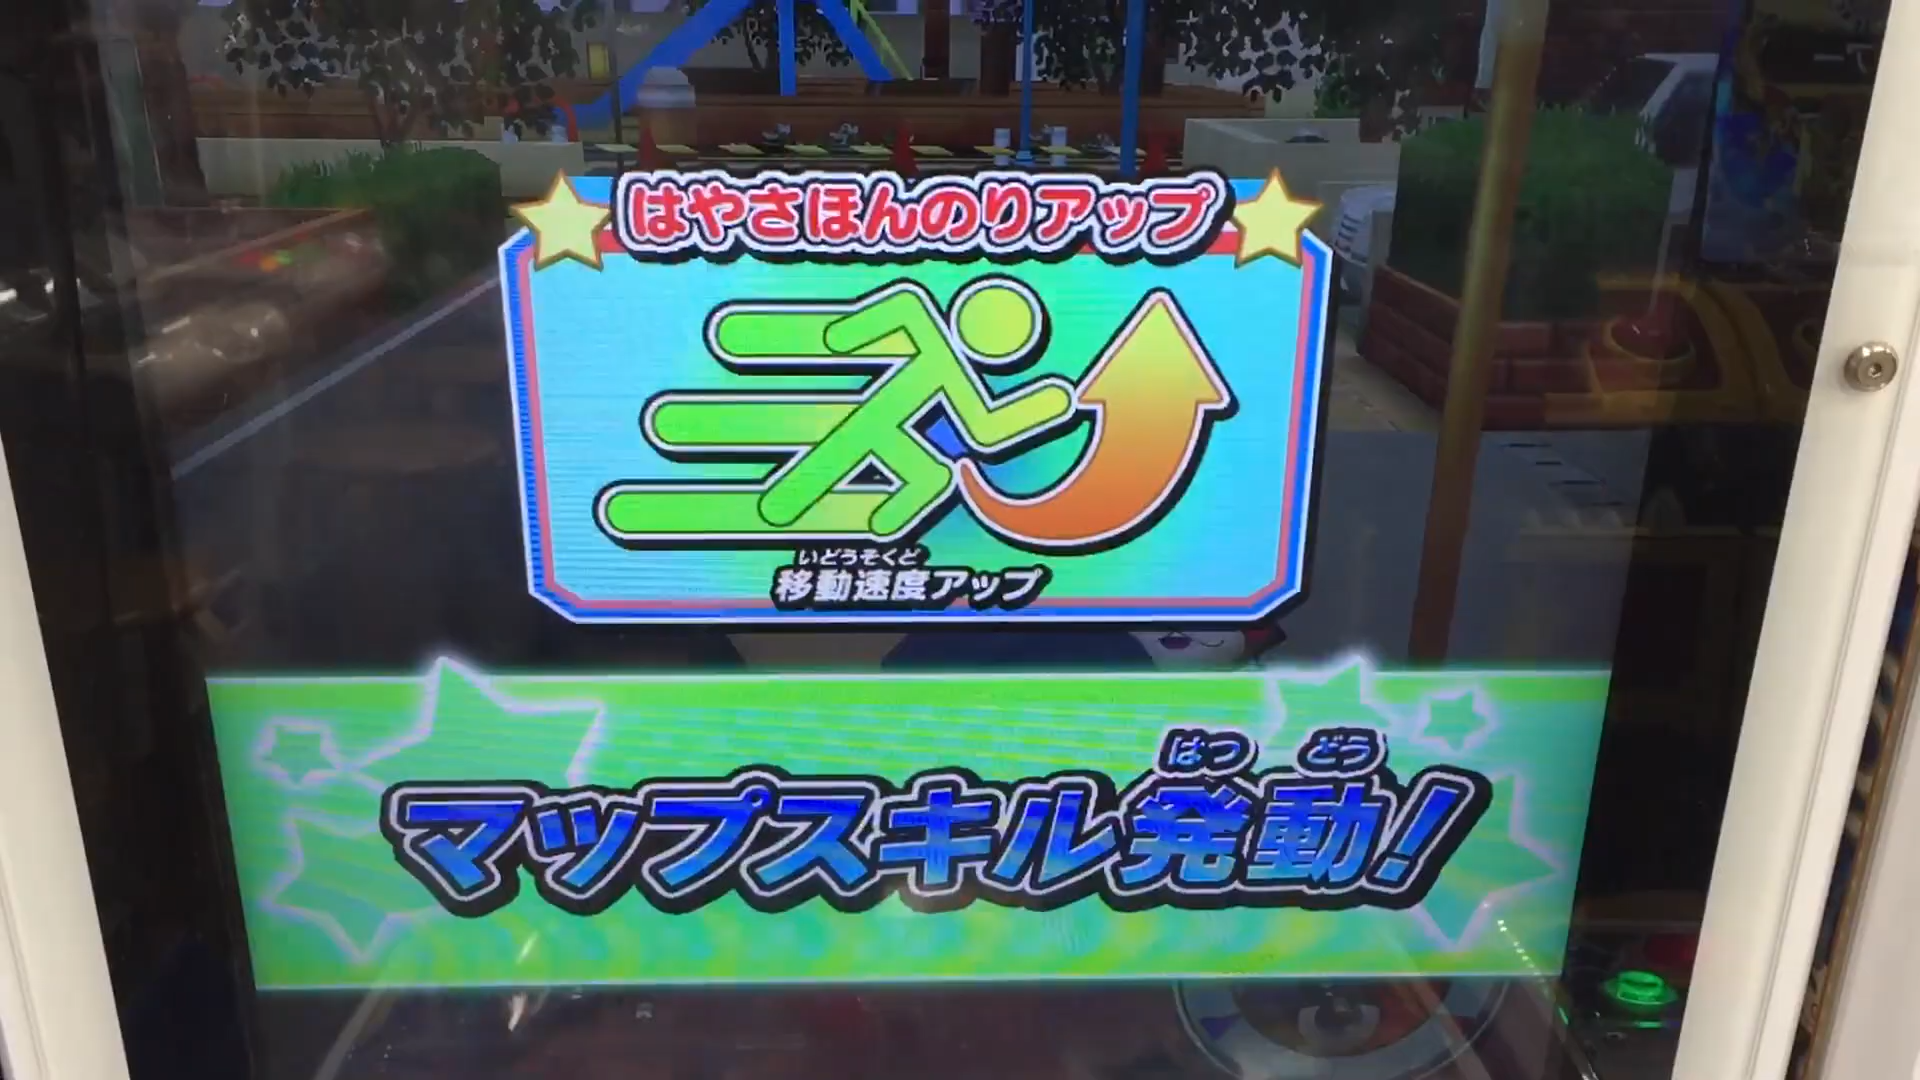 はやさほんのりアップ
いどうそくど
移動速度アップ
はつ どう
マップスキル発動!